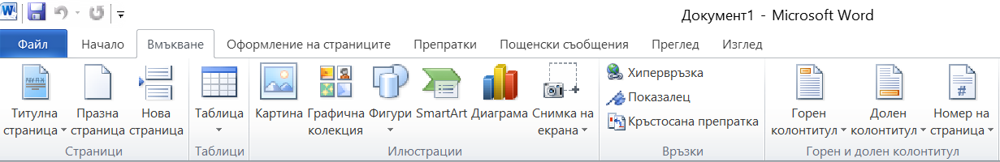 Документ1 - Microsoft Word
Файл Начало Вмъкване Оформление на страниците Препратки Пощенски съобщения Преглед Изглед
Титулна страница
Празна страница
Нова страница
Страници
Таблица
Таблици
Картина
Графична колекция
Фигури
SmartArt
Диаграма
Снимка на екрана
Илюстрации
Хипервръзка
Показалец
Кръстосана препратка
Връзки
Горен колонтитул
Долен колонтитул
Номер на страница
Горен и долен колонтитул